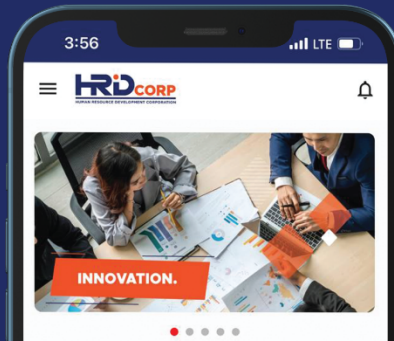 3:56
LTE
HRDCORP
HUMAN RESOURCE DEVELOPMENT CORPORATION
INNOVATION.